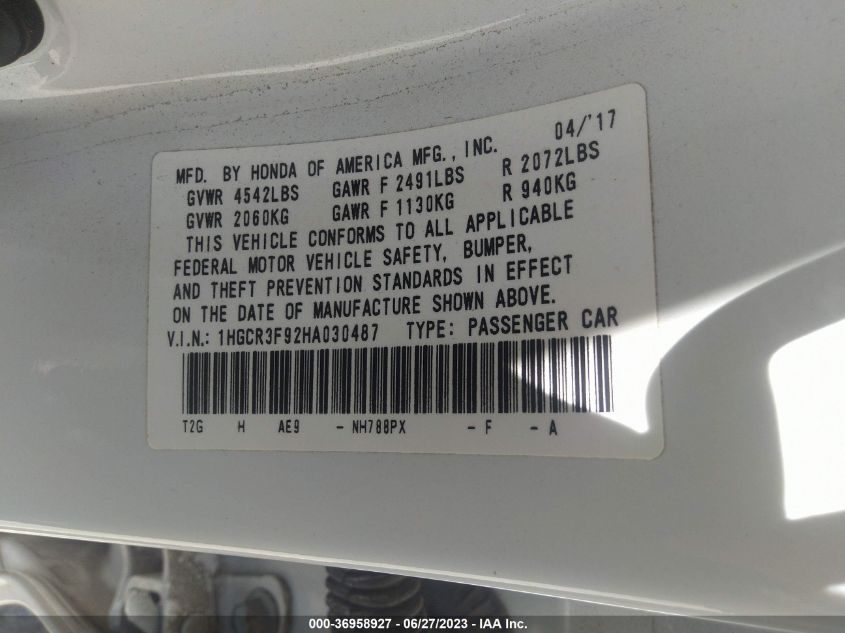 04/'17
MFD. BY HONDA OF AMERICA MFG., INC.
GVWR 4542LBS GAWR F 2491LBS R 2072LBS
GVWR 2060KG GAWR F 1130KG R 940KG
THIS VEHICLE CONFORMS TO ALL APPLICABLE
FEDERAL MOTOR VEHICLE SAFETY, BUMPER,
AND THEFT PREVENTION STANDARDS IN EFFECT
ON THE DATE OF MANUFACTURE SHOWN ABOVE.
V.I.N.: 1HGCR3F92HA030487 TYPE: PASSENGER CAR
T2G H AE9 - NH788PX - F - A
000-36958927 - 06/27/2023 - IAA Inc.